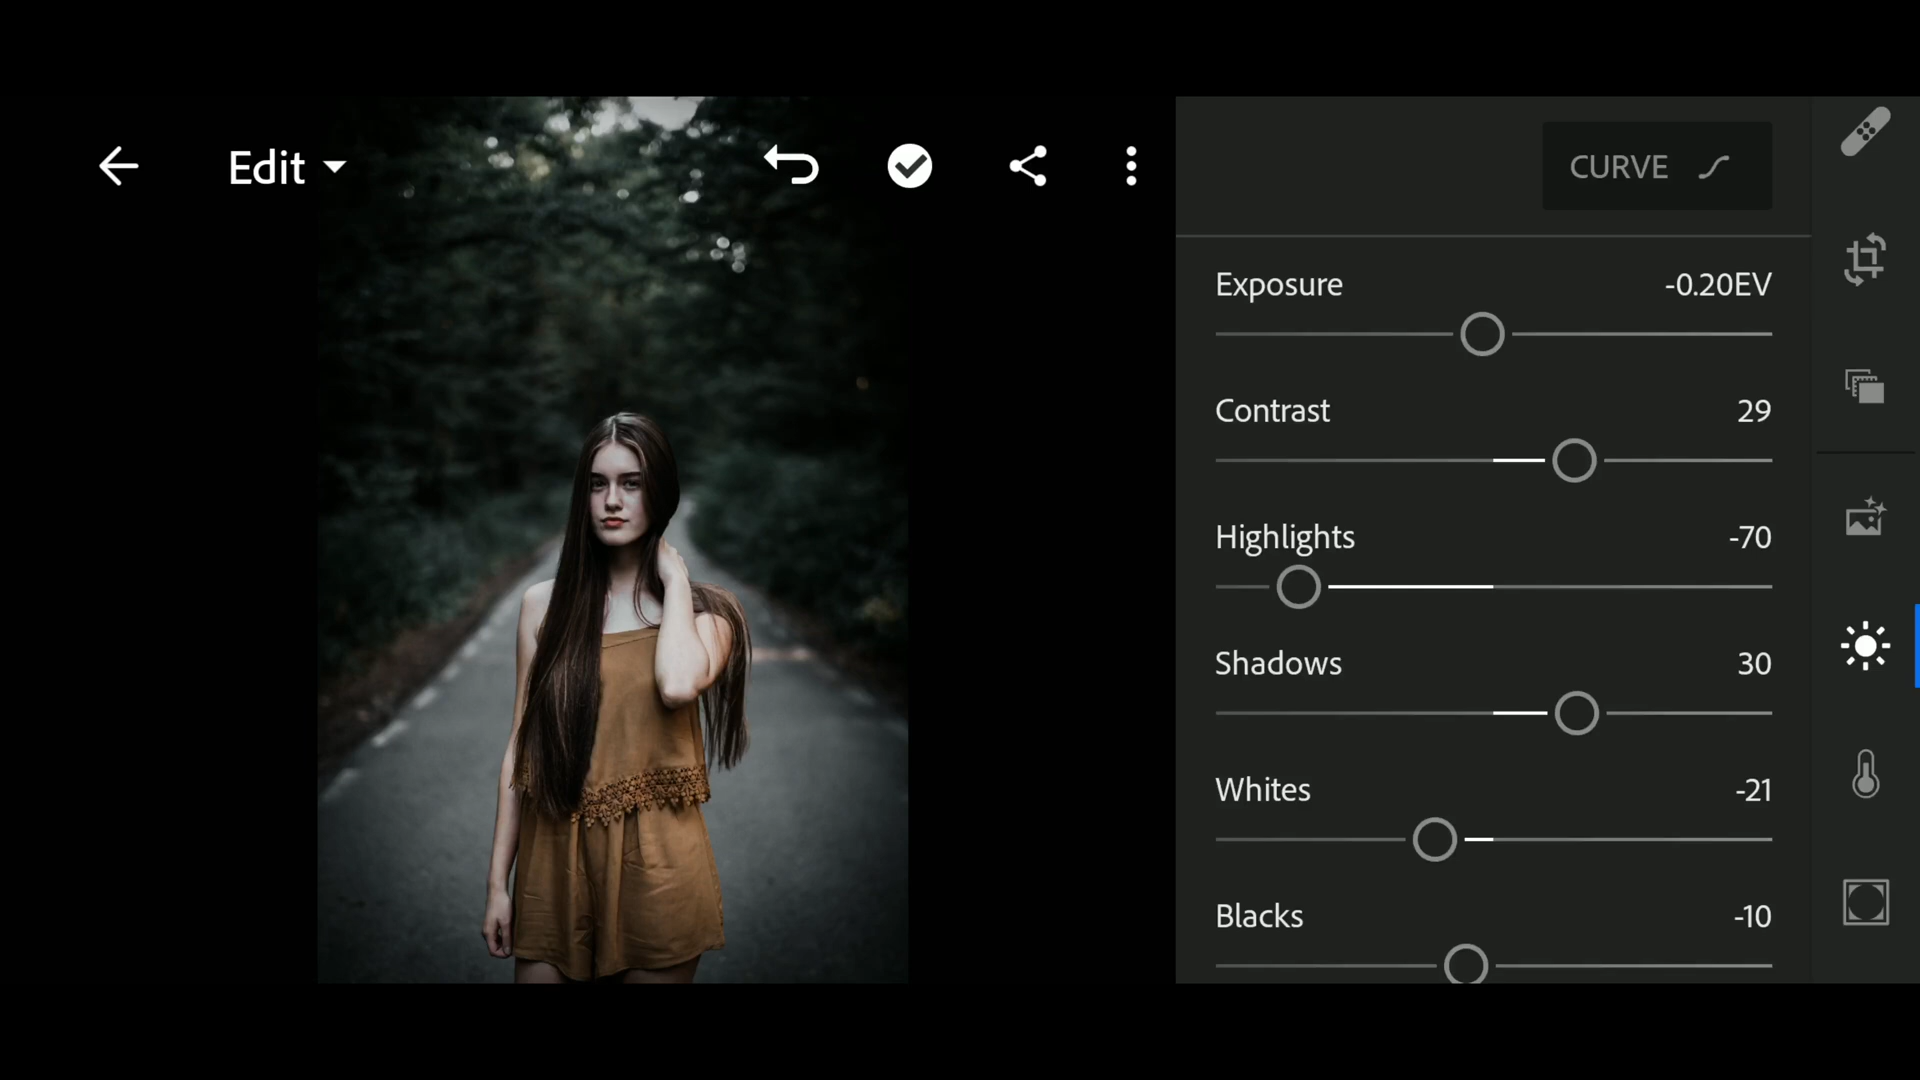 Edit
CURVE
Exposure -0.20EV
Contrast 29
Highlights -70
Shadows 30
Whites -21
Blacks -10